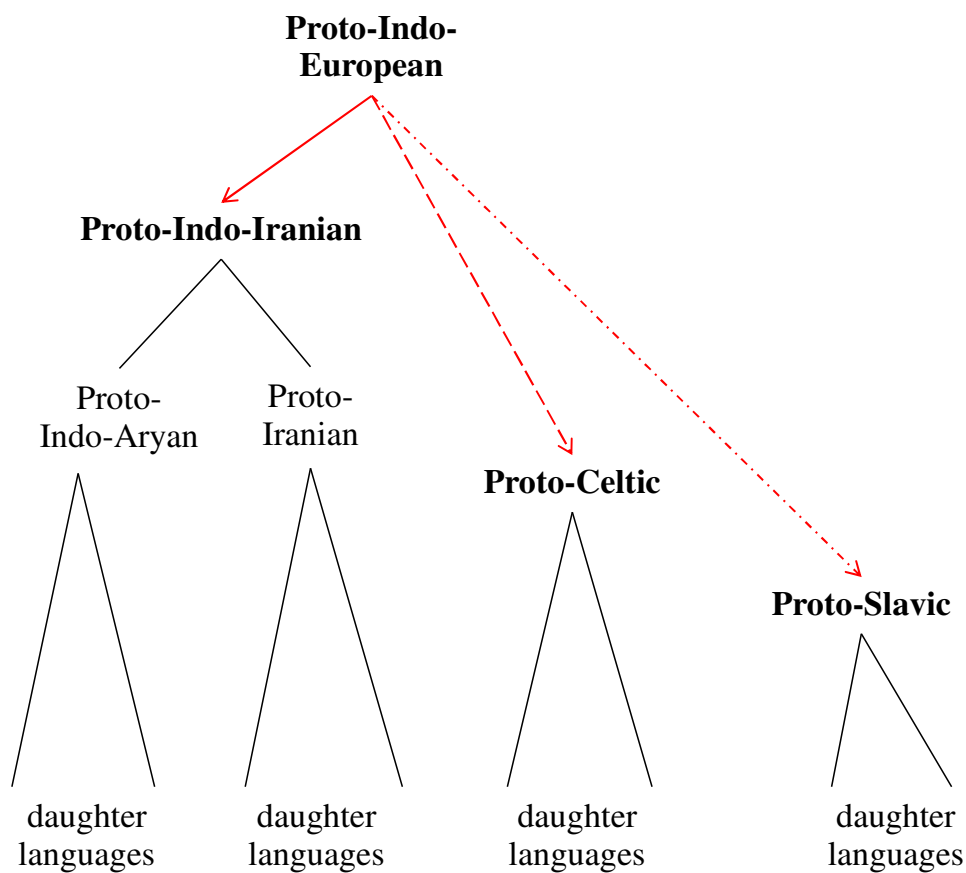 Proto-Indo-
European
Proto-Indo-Iranian
Proto-
Indo-Aryan
Proto-
Iranian
Proto-Celtic
Proto-Slavic
daughter
languages
daughter
languages
daughter
languages
daughter
languages